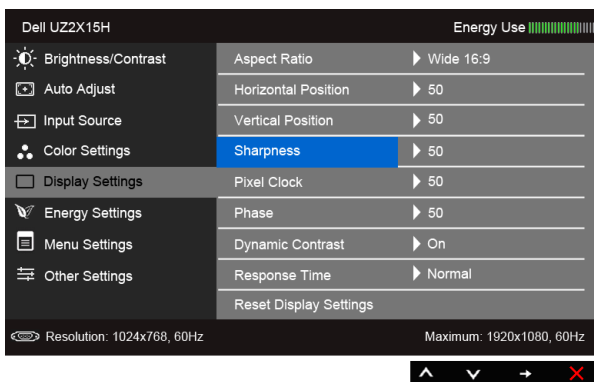 Dell UZ2X15H Energy Use
Brightness/Contrast Aspect Ratio Wide 16:9
Auto Adjust Horizontal Position 50
Input Source Vertical Position 50
Color Settings Sharpness 50
Display Settings Pixel Clock 50
Energy Settings Phase 50
Menu Settings Dynamic Contrast On
Other Settings Response Time Normal
Reset Display Settings
Resolution: 1024x768, 60Hz Maximum: 1920x1080, 60Hz